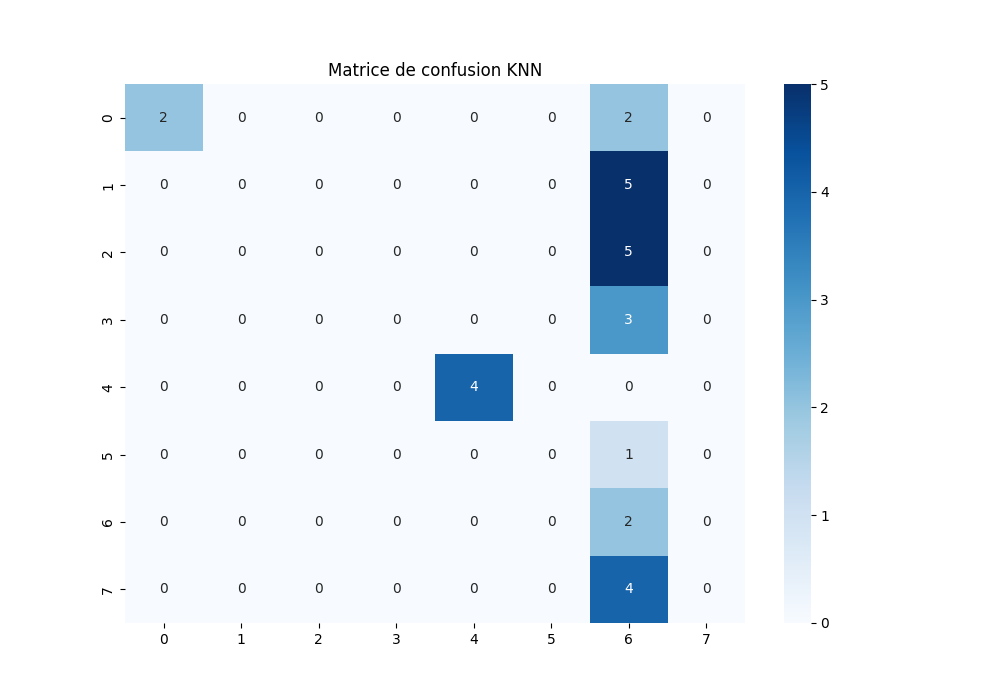 Matrice de confusion KNN
0 2 0 0 0 0 2 0 5
0
1 0 0 0 0 0 0 5 0
4
2 0 0 0 0 0 0 5 0
3 0 0 0 0 0 0 3 0 3
4 0 0 0 0 4 0 0 0
2
5 0 0 0 0 0 0 1 0
1
6 0 0 0 0 0 0 2 0
7 0 0 0 0 0 0 4 0
0
0 1 2 3 4 5 6 7